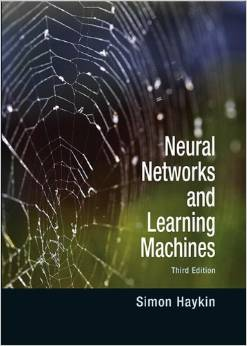 Neural
Networks
and
Learning
Machines
Third Edition
Simon Haykin